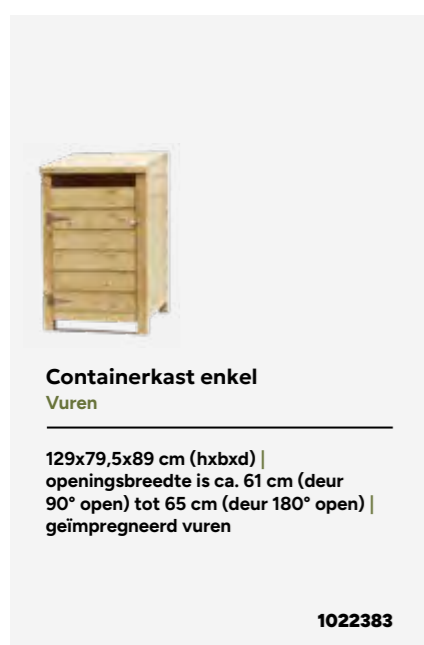 Containerkast enkel
Vuren
129x79,5x89 cm (hxbxd) |
openingsbreedte is ca. 61 cm (deur
90° open) tot 65 cm (deur 180° open) |
geïmpregneerd vuren
1022383